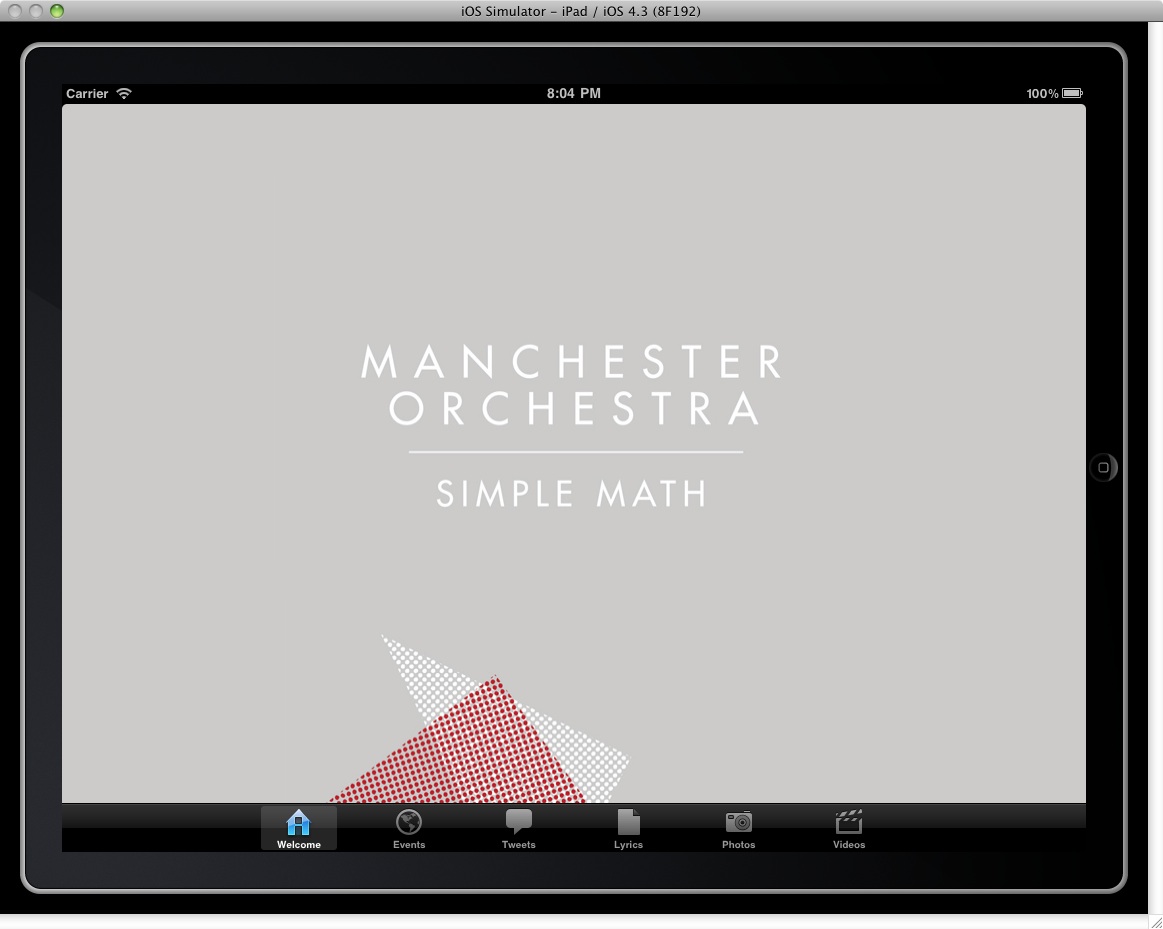 iOS Simulator – iPad / iOS 4.3 (8F192)
Carrier 8:04 PM 100%
MANCHESTER
ORCHESTRA
SIMPLE MATH
Welcome Events Tweets Lyrics Photos Videos